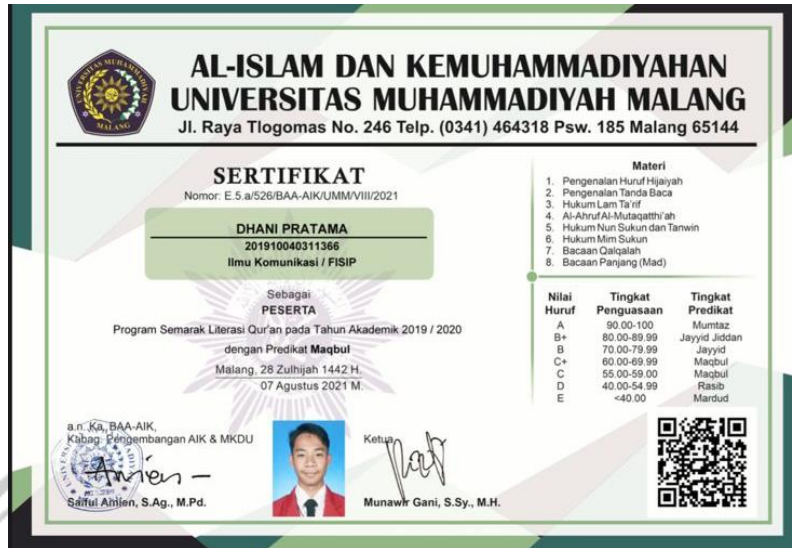 UNIVERSITAS MUHAMMADIYAH
MALANG
AL-ISLAM DAN KEMUHAMMADIYAHAN
UNIVERSITAS MUHAMMADIYAH MALANG
Jl. Raya Tlogomas No. 246 Telp. (0341) 464318 Psw. 185 Malang 65144
SERTIFIKAT
Nomor: E.5.a/526/BAA-AIK/UMM/VIII/2021
DHANI PRATAMA
201910040311366
Ilmu Komunikasi / FISIP
Sebagai
PESERTA
Program Semarak Literasi Qur'an pada Tahun Akademik 2019 / 2020
dengan Predikat Maqbul
Malang, 28 Zulhijah 1442 H.
07 Agustus 2021 M.
a.n. Ka, BAA-AIK,
Kabag. Pengembangan AIK & MKDU
Saiful Amien, S.Ag., M.Pd.
Ketua
Munawir Gani, S.Sy., M.H.
Materi
1. Pengenalan Huruf Hijaiyah
2. Pengenalan Tanda Baca
3. Hukum Lam Ta'rif
4. Al-Ahruf Al-Mutaqatthi'ah
5. Hukum Nun Sukun dan Tanwin
6. Hukum Mim Sukun
7. Bacaan Qalqalah
8. Bacaan Panjang (Mad)
Nilai Huruf Tingkat Penguasaan Tingkat Predikat
A 90.00-100 Mumtaz
B+ 80.00-89.99 Jayyid Jiddan
B 70.00-79.99 Jayyid
C+ 60.00-69.99 Maqbul
C 55.00-59.00 Maqbul
D 40.00-54.99 Rasib
E <40.00 Mardud